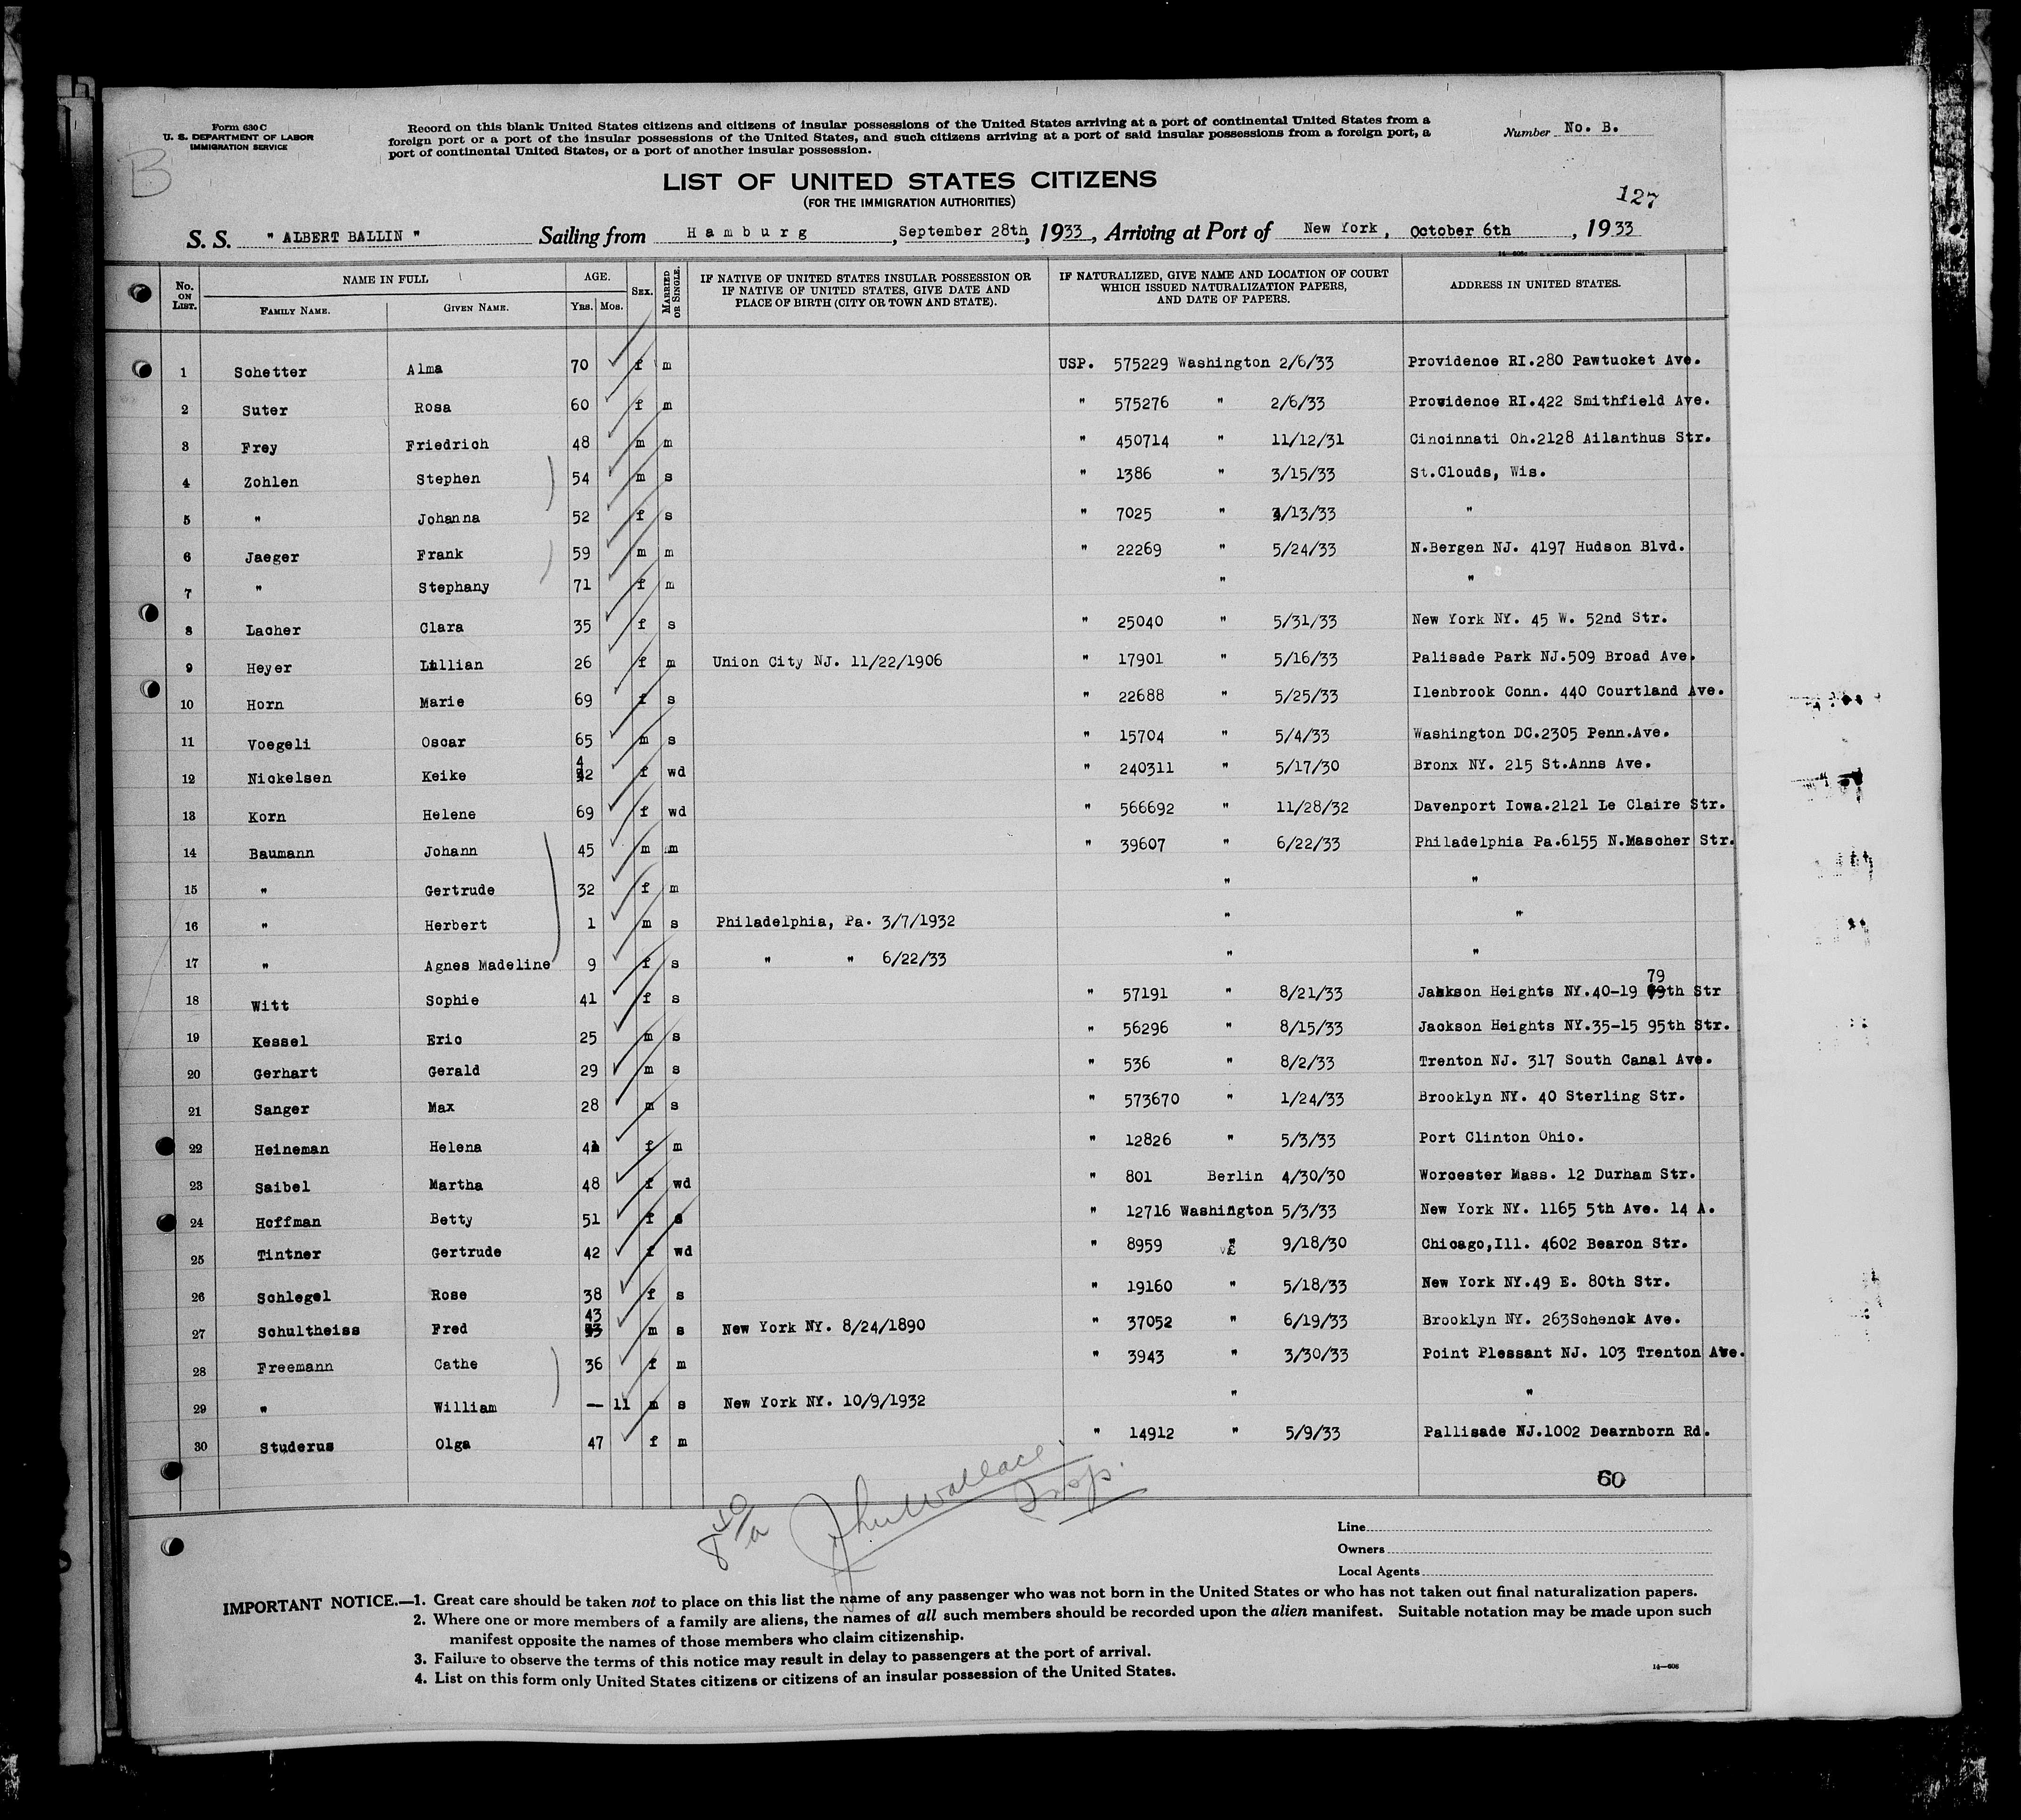 Form 630 C
U. S. DEPARTMENT OF LABOR
IMMIGRATION SERVICE
B
Record on this blank United States citizens and citizens of insular possessions of the United States arriving at a port of continental United States from a
foreign port or a port of the insular possessions of the United States, and such citizens arriving at a port of said insular possessions from a foreign port, a
port of continental United States, or a port of another insular possession.
Number No. B.
LIST OF UNITED STATES CITIZENS
(FOR THE IMMIGRATION AUTHORITIES)
127
S. S. " ALBERT BALLIN " Sailing from Hamburg, September 28th, 1933, Arriving at Port of New York, October 6th, 1933
No. ON LIST. NAME IN FULL FAMILY NAME. GIVEN NAME. AGE. YRS. MOS. SEX. MARRIED OR SINGLE. IF NATIVE OF UNITED STATES INSULAR POSSESSION OR IF NATIVE OF UNITED STATES, GIVE DATE AND PLACE OF BIRTH (CITY OR TOWN AND STATE). IF NATURALIZED, GIVE NAME AND LOCATION OF COURT WHICH ISSUED NATURALIZATION PAPERS, AND DATE OF PAPERS. ADDRESS IN UNITED STATES.
1 Schetter Alma 70 f m USP. 575229 Washington 2/6/33 Providence RI.280 Pawtucket Ave.
2 Suter Rosa 60 f m " 575276 " 2/6/33 Providence RI.422 Smithfield Ave.
3 Frey Friedrich 48 m m " 450714 " 11/12/31 Cincinnati Oh.2128 Ailanthus Str.
4 Zohlen Stephen 54 m s " 1386 " 3/15/33 St.Clouds, Wis.
5 " Johanna 52 f s " 7025 " /13/33 "
6 Jaeger Frank 59 m m " 22269 " 5/24/33 N.Bergen NJ. 4197 Hudson Blvd.
7 " Stephany 71 f m " "
8 Lacher Clara 35 f s " 25040 " 5/31/33 New York NY. 45 W. 52nd Str.
9 Heyer Lillian 26 f m Union City NJ. 11/22/1906 " 17901 " 5/16/33 Palisade Park NJ.509 Broad Ave.
10 Horn Marie 69 f s " 22688 " 5/25/33 Ilenbrook Conn. 440 Courtland Ave.
11 Voegeli Oscar 65 m s " 15704 " 5/4/33 Washington DC.2305 Penn.Ave.
12 Nickelsen Keike 42 f wd " 240311 " 5/17/30 Bronx NY. 215 St.Anns Ave.
13 Korn Helene 69 f wd " 566692 " 11/28/32 Davenport Iowa.2121 Le Claire Str.
14 Baumann Johann 45 m m " 39607 " 6/22/33 Philadelphia Pa.6155 N.Mascher Str.
15 " Gertrude 32 f m " "
16 " Herbert 1 m s Philadelphia, Pa. 3/7/1932 " "
17 " Agnes Madeline 9 f s " " 6/22/33 " "
18 Witt Sophie 41 f s " 57191 " 8/21/33 Jackson Heights NY.40-19 79th Str
19 Kessel Eric 25 m s " 56296 " 8/15/33 Jackson Heights NY.35-15 95th Str.
20 Gerhart Gerald 29 m s " 536 " 8/2/33 Trenton NJ. 317 South Canal Ave.
21 Sanger Max 28 m s " 573670 " 1/24/33 Brooklyn NY. 40 Sterling Str.
22 Heineman Helena 41 f m " 12826 " 5/3/33 Port Clinton Ohio.
23 Saibel Martha 48 f wd " 801 Berlin 4/30/30 Worcester Mass. 12 Durham Str.
24 Hoffman Betty 51 f s " 12716 Washington 5/3/33 New York NY. 1165 5th Ave. 14 A.
25 Tintner Gertrude 42 f wd " 8959 " 9/18/30 Chicago,Ill. 4602 Bearon Str.
26 Schlegel Rose 38 f s " 19160 " 5/18/33 New York NY.49 E. 80th Str.
27 Schultheiss Fred 43 m s New York NY. 8/24/1890 " 37052 " 6/19/33 Brooklyn NY. 263Schenck Ave.
28 Freemann Cathe 36 f m " 3943 " 3/30/33 Point Plessant NJ. 103 Trenton Ave.
29 " William — 11 m s New York NY. 10/9/1932 " "
30 Studerus Olga 47 f m " 14912 " 5/9/33 Pallisade NJ.1002 Dearnborn Rd.
60
Wallace Insp.
Line
Owners
Local Agents
IMPORTANT NOTICE.—1. Great care should be taken not to place on this list the name of any passenger who was not born in the United States or who has not taken out final naturalization papers.
2. Where one or more members of a family are aliens, the names of all such members should be recorded upon the alien manifest. Suitable notation may be made upon such
manifest opposite the names of those members who claim citizenship.
3. Failure to observe the terms of this notice may result in delay to passengers at the port of arrival.
4. List on this form only United States citizens or citizens of an insular possession of the United States.
14—608